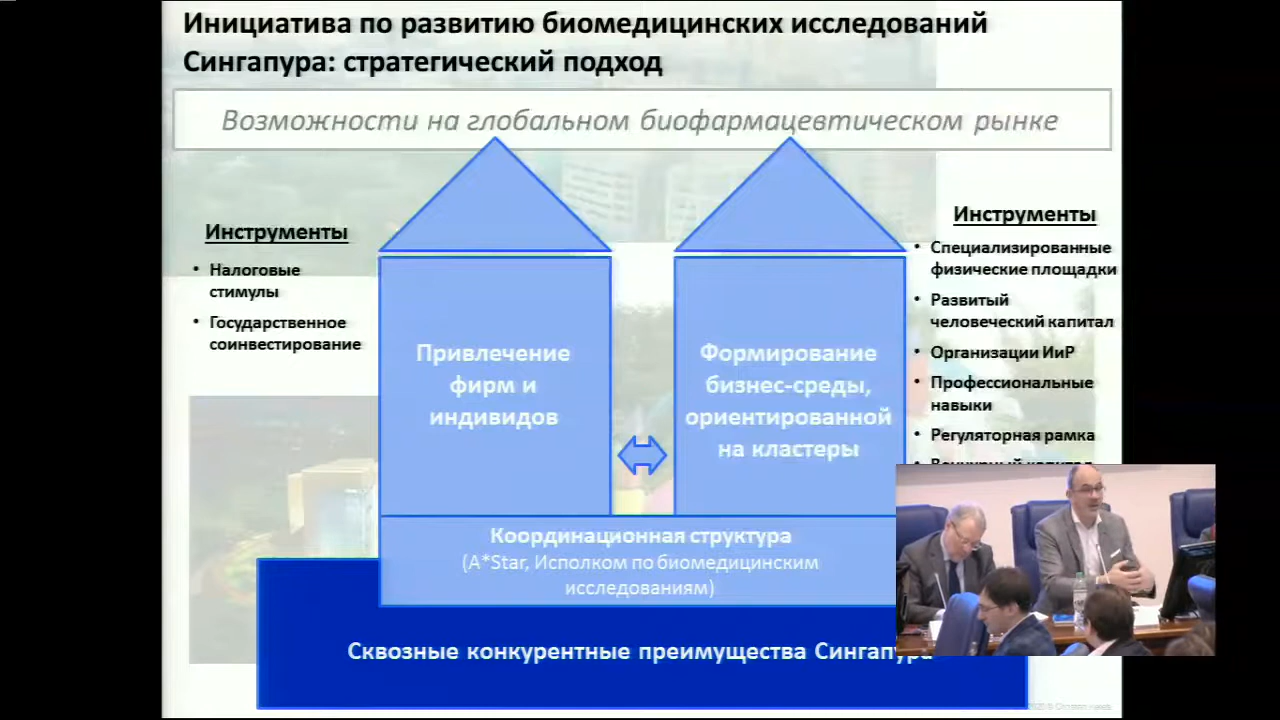 Инициатива по развитию биомедицинских исследований
Сингапура: стратегический подход
Возможности на глобальном биофармацевтическом рынке
Инструменты
• Налоговые
стимулы
• Государственное
соинвестирование
Привлечение
фирм и
индивидов
Формирование
бизнес-среды,
ориентированной
на кластеры
Инструменты
• Специализированные
физические площадки
• Развитый
человеческий капитал
• Организации ИиР
• Профессиональные
навыки
• Регуляторная рамка
Координационная структура
(A*Star, Исполком по биомедицинским
исследованиям)
Сквозные конкурентные преимущества Сингапура